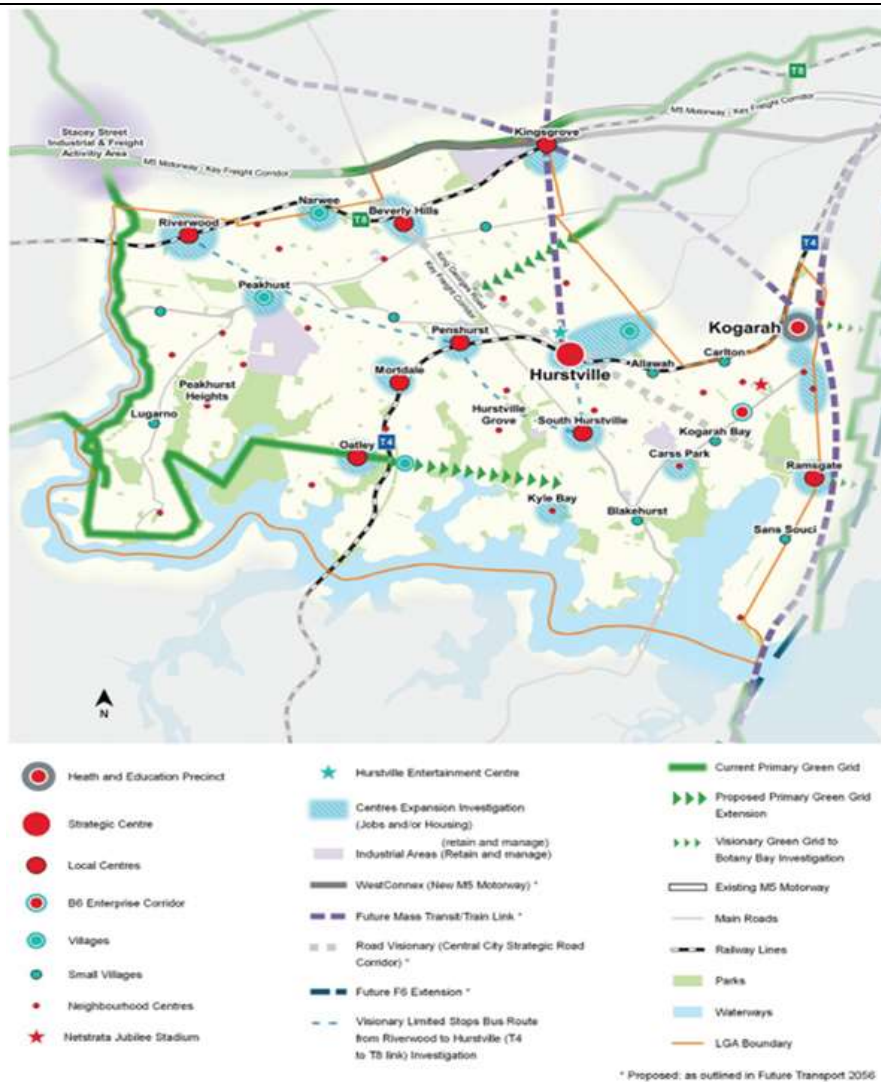 T8
Stacey Street
Industrial & Freight
Activitiy Area
M5 Motorway | Key Freight Corridor
Kingsgrove
M5 Motorway | Key Freight Corridor
Narwee
Beverly Hills
T8
Riverwood
King Georges Road
Key Freight Corridor
T4
Peakhust
Kogarah
Penshurst
Hurstville
Allawah
Carlton
Mortdale
Peakhurst
Heights
Lugarno
Hurstville
Grove
South Hurstville
Kogarah Bay
T4
Oatley
Carss Park
Ramsgate
Kyle Bay
Blakehurst
Sans Souci
N
Heath and Education Precinct
Strategic Centre
Local Centres
B6 Enterprise Corridor
Villages
Small Villages
Neighbourhood Centres
Netstrata Jubilee Stadium
Hurstville Entertainment Centre
Centres Expansion Investigation
(Jobs and/or Housing)
(retain and manage)
Industrial Areas (Retain and manage)
WestConnex (New M5 Motorway) *
Future Mass Transit/Train Link *
Road Visionary (Central City Strategic Road
Corridor) *
Future F6 Extension *
Visionary Limited Stops Bus Route
from Riverwood to Hurstville (T4
to T8 link) Investigation
Current Primary Green Grid
Proposed Primary Green Grid
Extension
Visionary Green Grid to
Botany Bay Investigation
Existing M5 Motorway
Main Roads
Railway Lines
Parks
Waterways
LGA Boundary
* Proposed: as outlined in Future Transport 2056